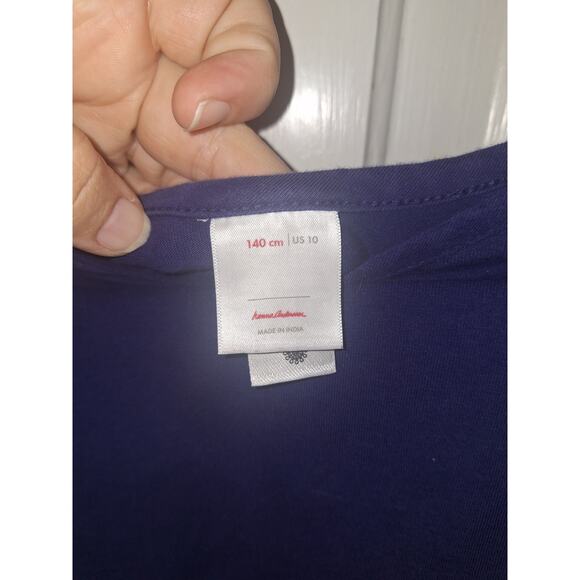 140 cm | US 10
hanna andersson
MADE IN INDIA